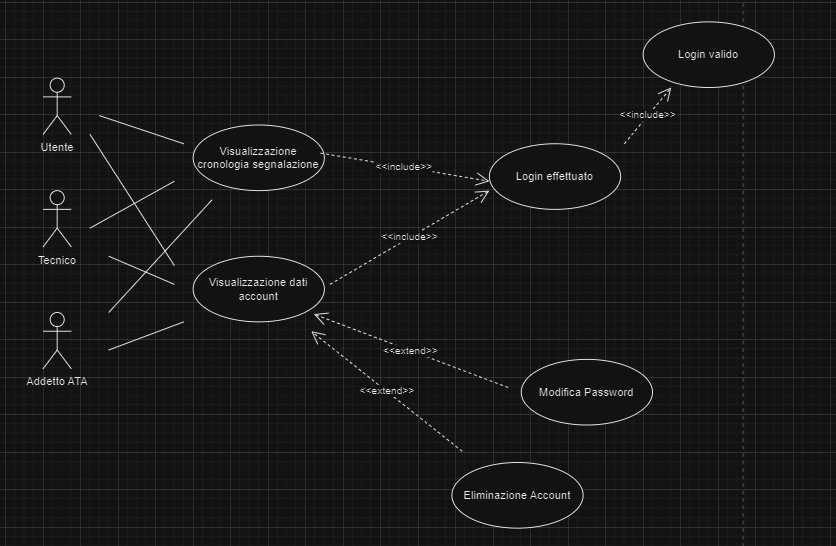 Login valido
<<include>>
Utente
Visualizzazione
cronologia segnalazione
<<include>>
Login effettuato
Tecnico
<<include>>
Visualizzazione dati
account
Addetto ATA
<<extend>>
<<extend>>
Modifica Password
Eliminazione Account